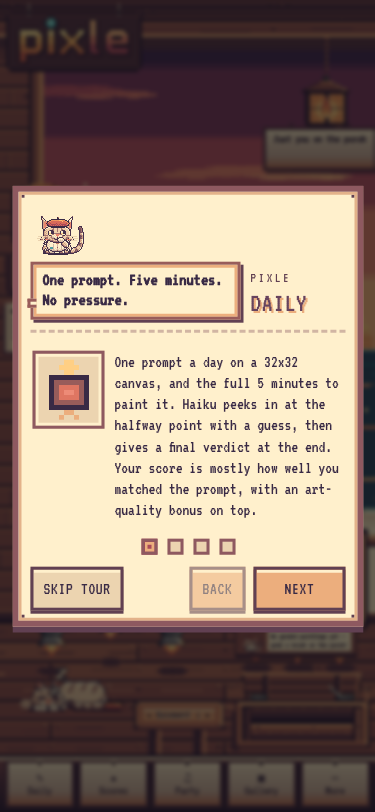 pixle
One prompt. Five minutes.
No pressure.
PIXLE
DAILY
One prompt a day on a 32x32
canvas, and the full 5 minutes to
paint it. Haiku peeks in at the
halfway point with a guess, then
gives a final verdict at the end.
Your score is mostly how well you
matched the prompt, with an art-
quality bonus on top.
SKIP TOUR
BACK
NEXT
Daily
Gallery
More